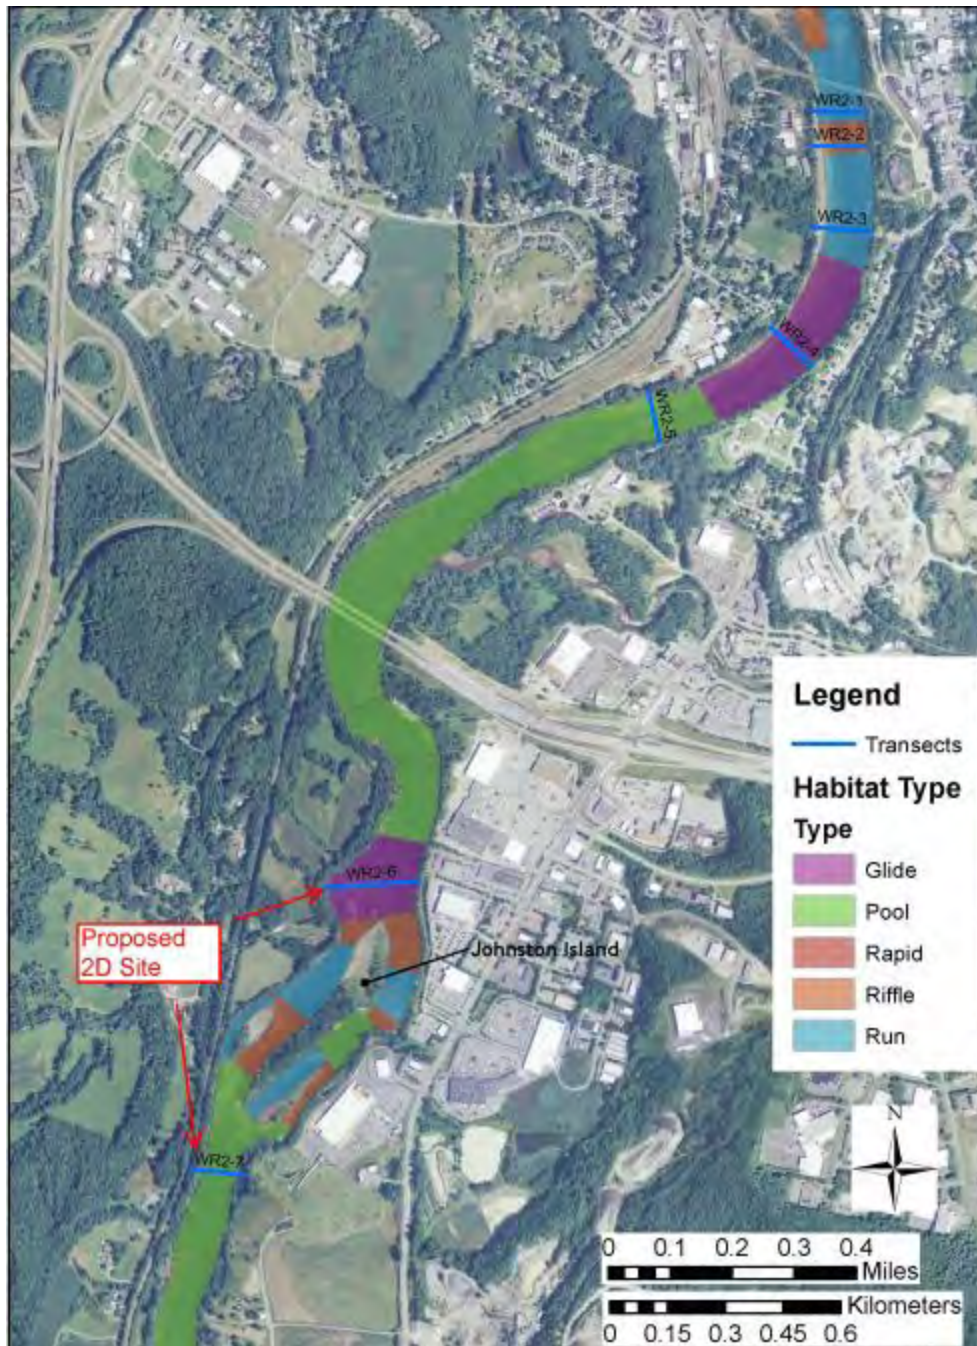 WR2-1
WR2-2
WR2-3
WR2-4
WR2-5
WR2-6
Proposed
2D Site
Johnston Island
WR2-7
Legend
Transects
Habitat Type
Type
Glide
Pool
Rapid
Riffle
Run
N
0 0.1 0.2 0.3 0.4
Miles
Kilometers
0 0.15 0.3 0.45 0.6